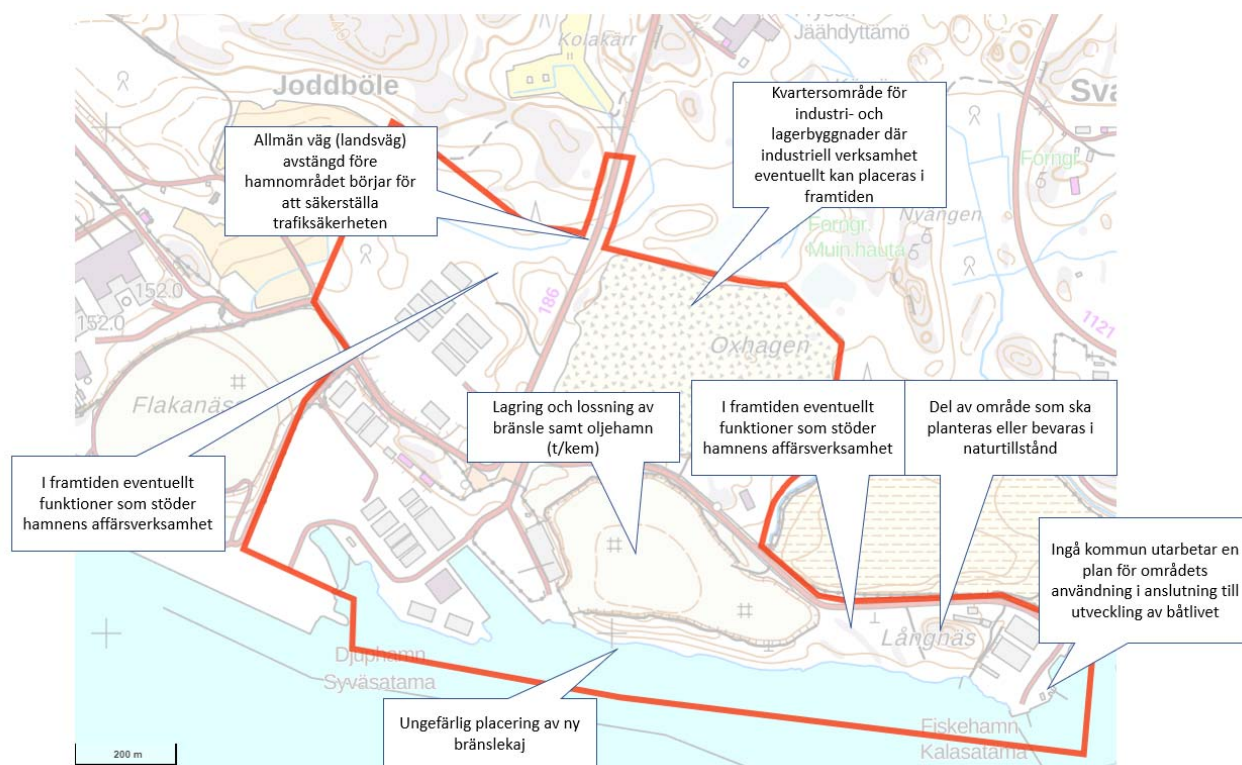 Jäähdyttämö
Kolakärr
Joddböle
Allmän väg (landsväg)
avstängd före
hamnområdet börjar för
att säkerställa
trafiksäkerheten
Kvartersområde för
industri- och
lagerbyggnader där
industriell verksamhet
eventuellt kan placeras i
framtiden
Sva
Forngr.
Nyängen
Forngr.
Muin.hauta
152.0
152.0
186
1121
Oxhagen
Flakanäs
Lagring och lossning av
bränsle samt oljehamn
(t/kem)
I framtiden eventuellt
funktioner som stöder
hamnens affärsverksamhet
Del av område som ska
planteras eller bevaras i
naturtillstånd
I framtiden eventuellt
funktioner som stöder
hamnens affärsverksamhet
Ingå kommun utarbetar en
plan för områdets
användning i anslutning till
utveckling av båtlivet
Långnäs
Djuphamn
Syväsatama
Ungefärlig placering av ny
bränslekaj
Fiskehamn
Kalasatama
200 m